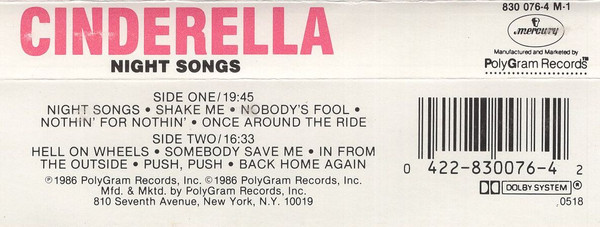 CINDERELLA
NIGHT SONGS
830 076-4 M-1
mercury
Manufactured and Marketed by
PolyGram Records™
SIDE ONE/19:45
NIGHT SONGS • SHAKE ME • NOBODY'S FOOL •
NOTHIN' FOR NOTHIN' • ONCE AROUND THE RIDE
SIDE TWO/16:33
HELL ON WHEELS • SOMEBODY SAVE ME • IN FROM
THE OUTSIDE • PUSH, PUSH • BACK HOME AGAIN
℗1986 PolyGram Records, Inc. ©1986 PolyGram Records, Inc.
Mfd. & Mktd. by PolyGram Records, Inc.
810 Seventh Avenue, New York, N.Y. 10019
0 422-830076-4 2
DOLBY SYSTEM ®
.0518